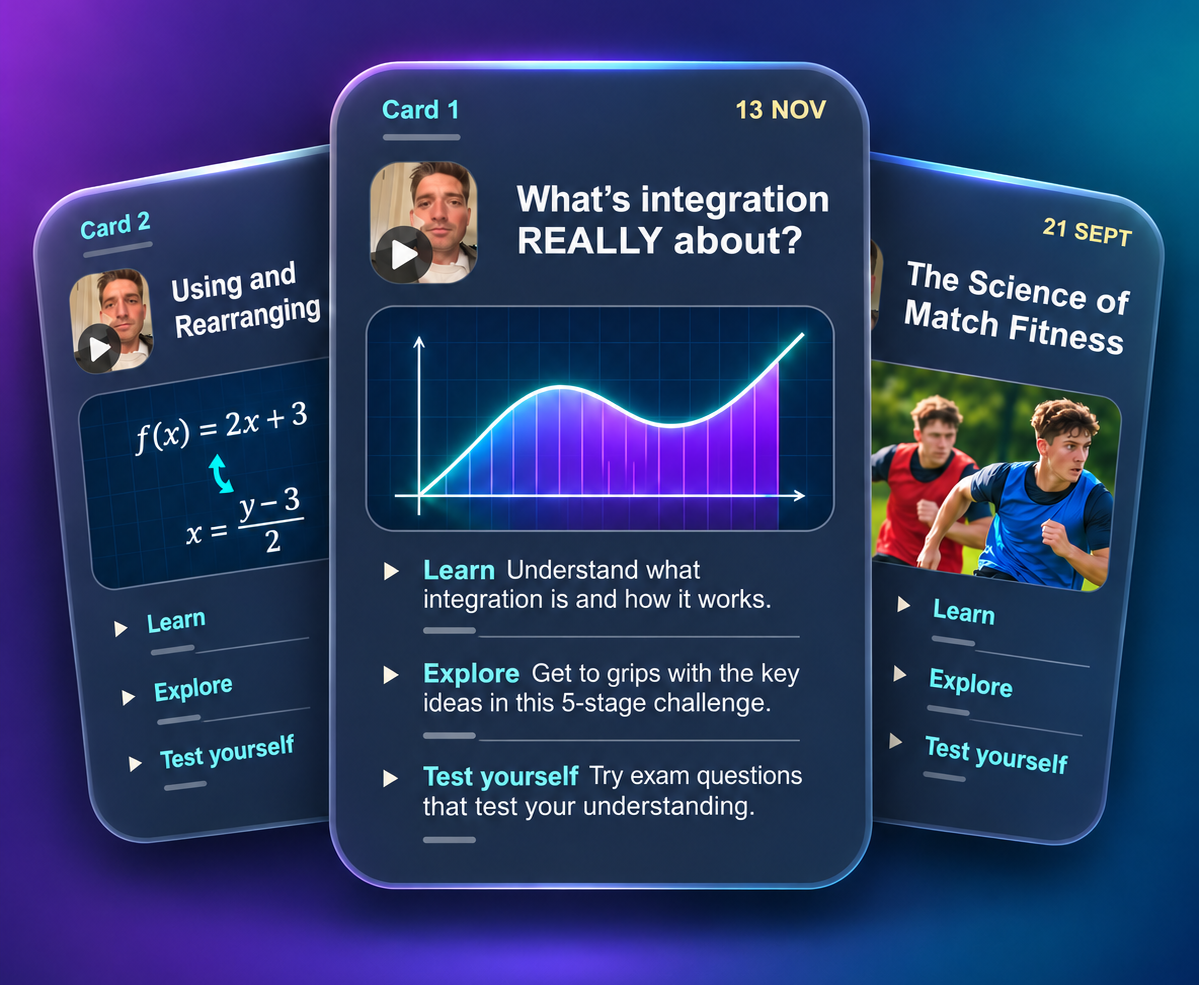 Card 1
13 NOV
What’s integration
REALLY about?
Learn Understand what
integration is and how it works.
Explore Get to grips with the key
ideas in this 5-stage challenge.
Test yourself Try exam questions
that test your understanding.
Card 2
Using and
Rearranging
f(x) = 2x + 3
x = \frac{y − 3}{2}
Learn
Explore
Test yourself
21 SEPT
The Science of
Match Fitness
Learn
Explore
Test yourself